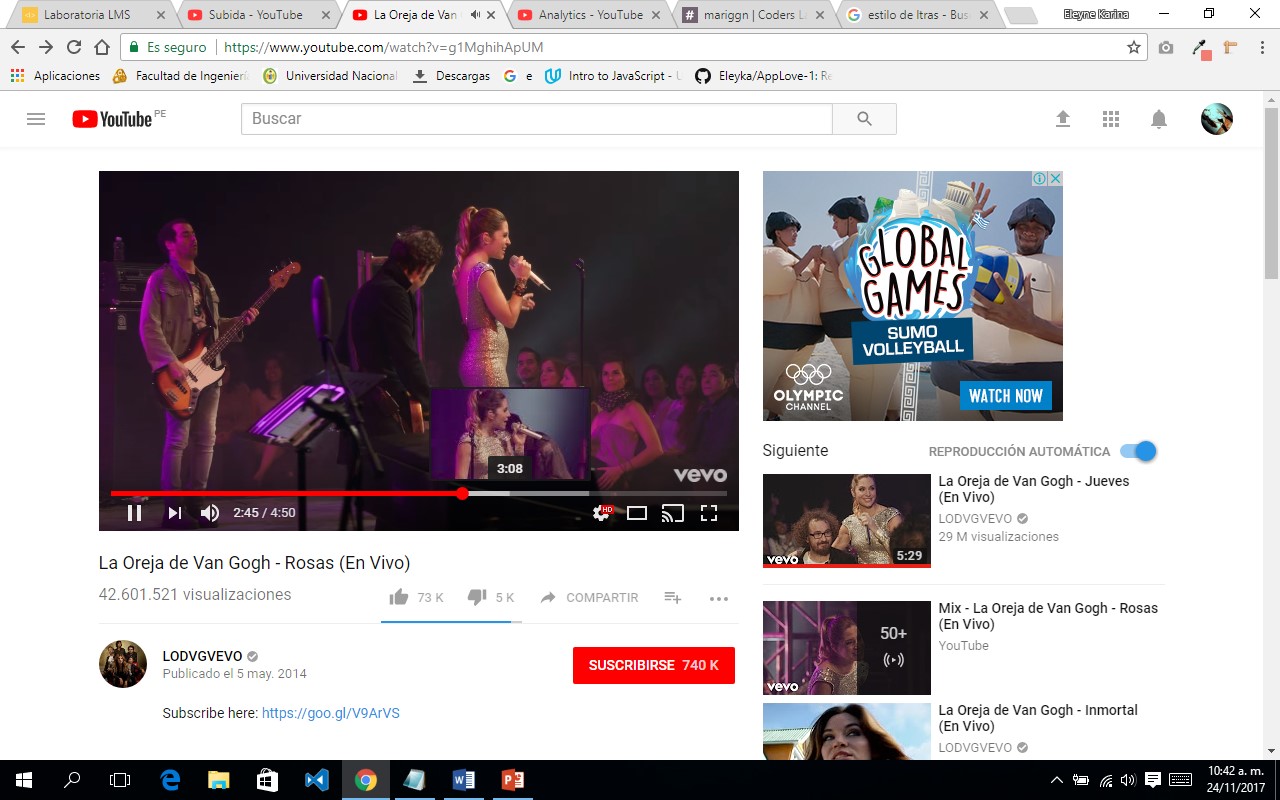 Laboratoria LMS
Subida - YouTube
La Oreja de Van
Analytics - YouTube
mariggn | Coders La
estilo de ltras - Bus
Eleyne Karina
Es seguro | https://www.youtube.com/watch?v=g1MghihApUM
Aplicaciones
Facultad de Ingenierí
Universidad Nacional
Descargas
e
Intro to JavaScript - U
Eleyka/AppLove-1: Re
YouTube PE
Buscar
GLOBAL
GAMES
SUMO
VOLLEYBALL
OLYMPIC
CHANNEL
WATCH NOW
3:08
vevo
2:45 / 4:50
HD
La Oreja de Van Gogh - Rosas (En Vivo)
42.601.521 visualizaciones
73 K
5 K
COMPARTIR
LODVGVEVO
Publicado el 5 may. 2014
SUSCRIBIRSE 740 K
Subscribe here: https://goo.gl/V9ArVS
Siguiente
REPRODUCCIÓN AUTOMÁTICA
vevo
5:29
La Oreja de Van Gogh - Jueves
(En Vivo)
LODVGVEVO
29 M visualizaciones
vevo
50+
Mix - La Oreja de Van Gogh - Rosas
(En Vivo)
YouTube
La Oreja de Van Gogh - Inmortal
(En Vivo)
LODVGVEVO
10:42 a. m.
24/11/2017